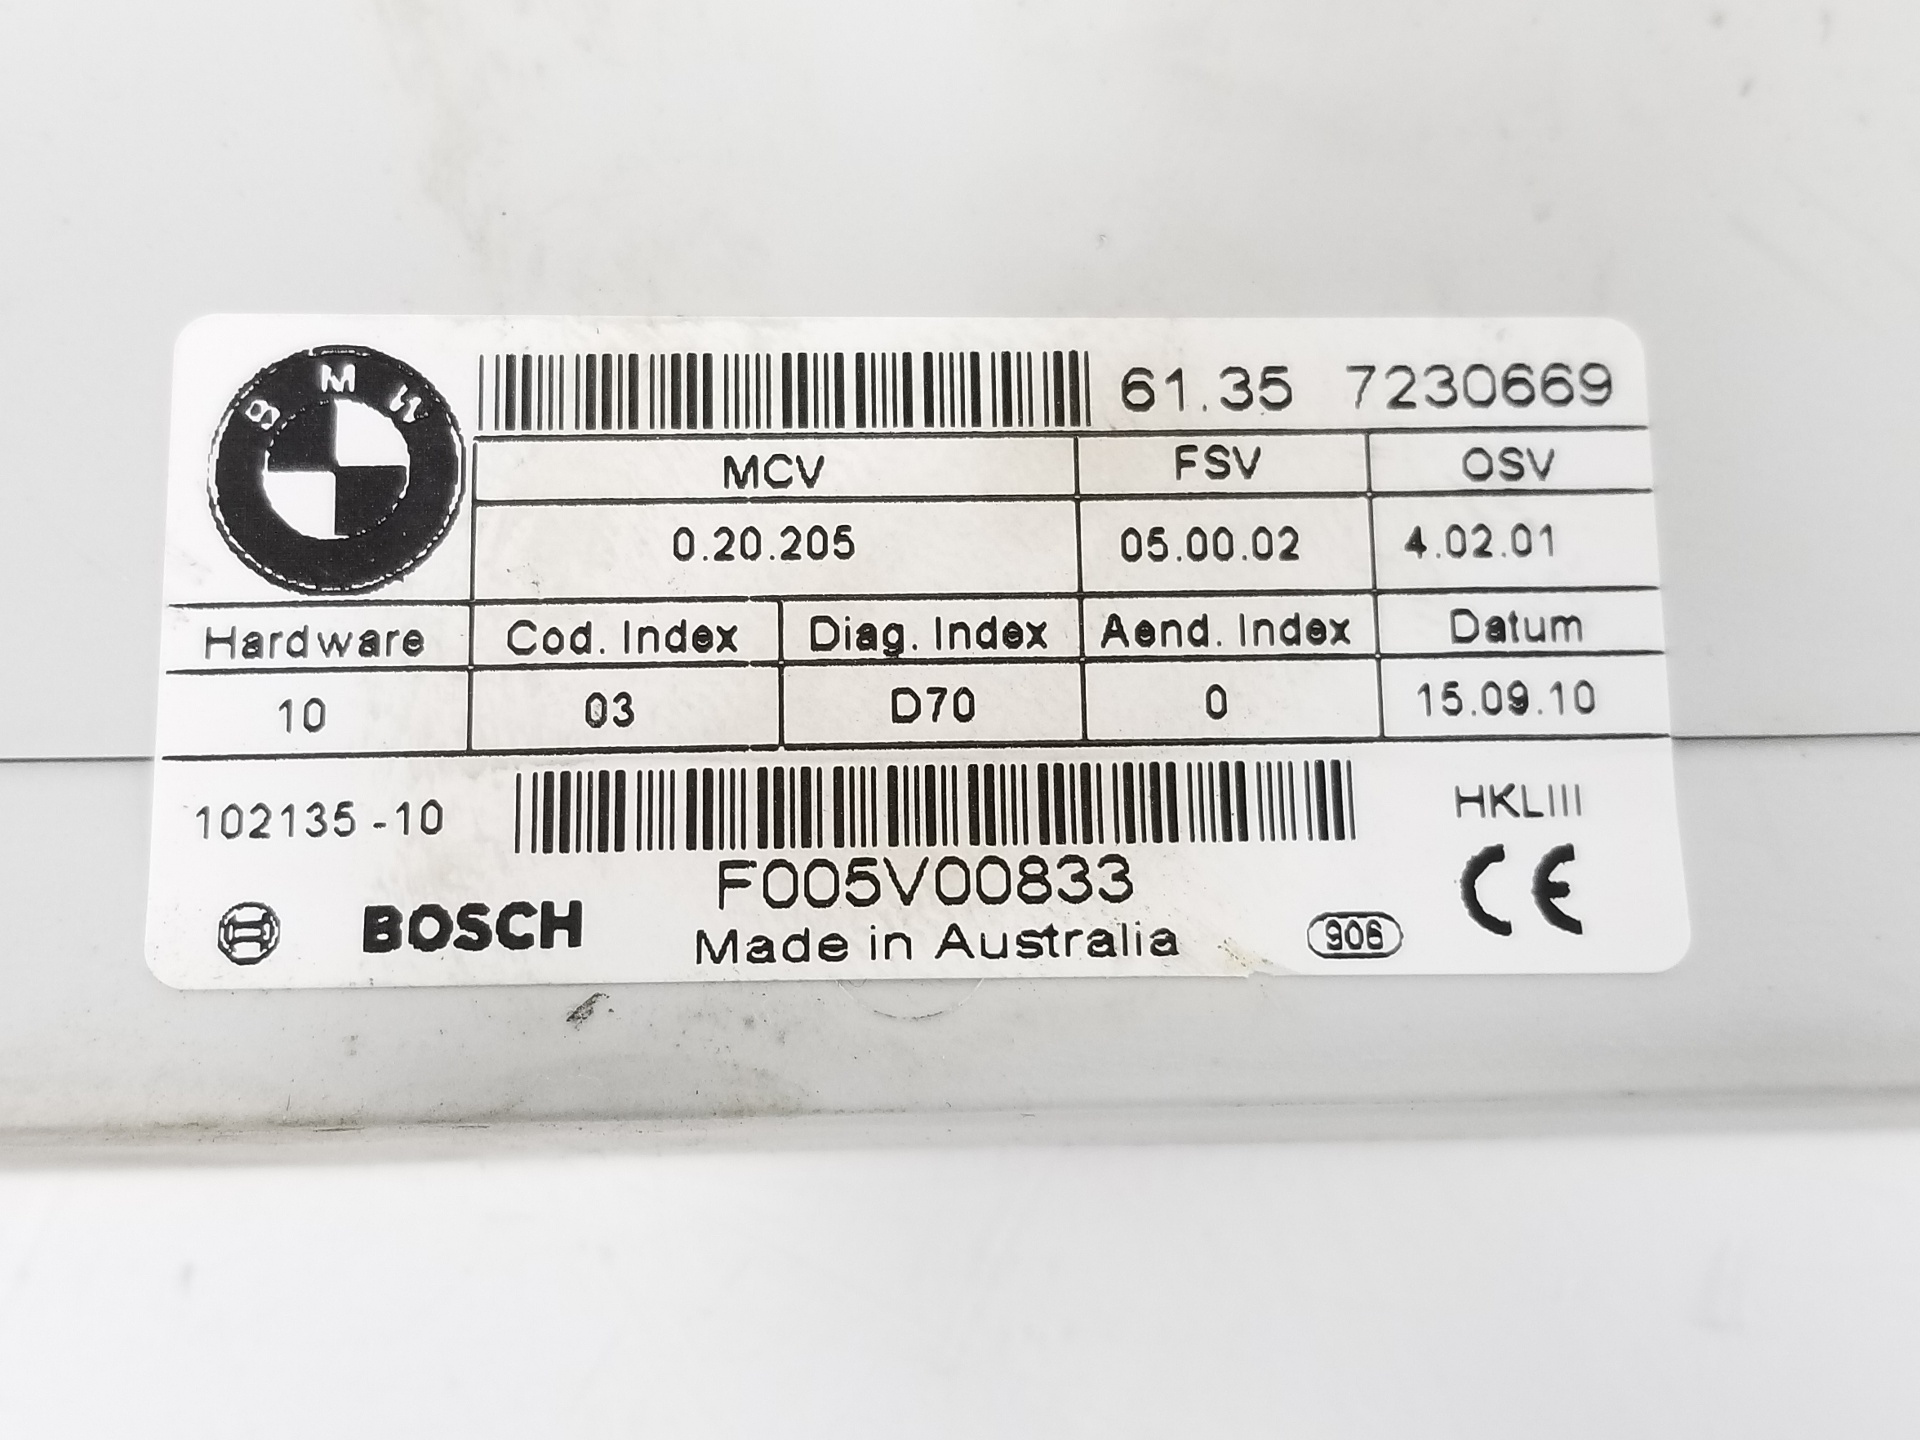 BMW
61.35 7230669
MCV FSV OSV
0.20.205 05.00.02 4.02.01
Hardware Cod. Index Diag. Index Aend. Index Datum
10 03 D70 0 15.09.10
102135-10 HKLIII
F005V00833
BOSCH Made in Australia 906 CE